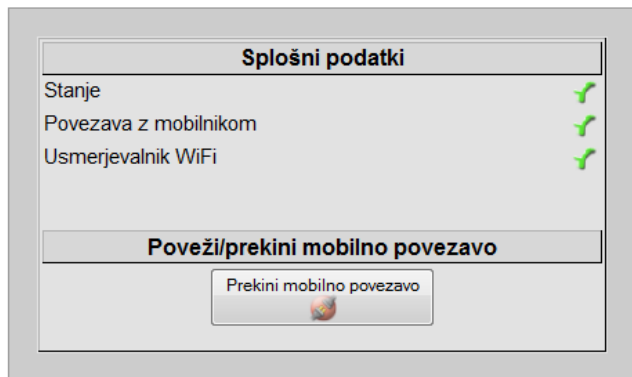 Splošni podatki
Stanje
Povezava z mobilnikom
Usmerjevalnik WiFi
Poveži/prekini mobilno povezavo
Prekini mobilno povezavo